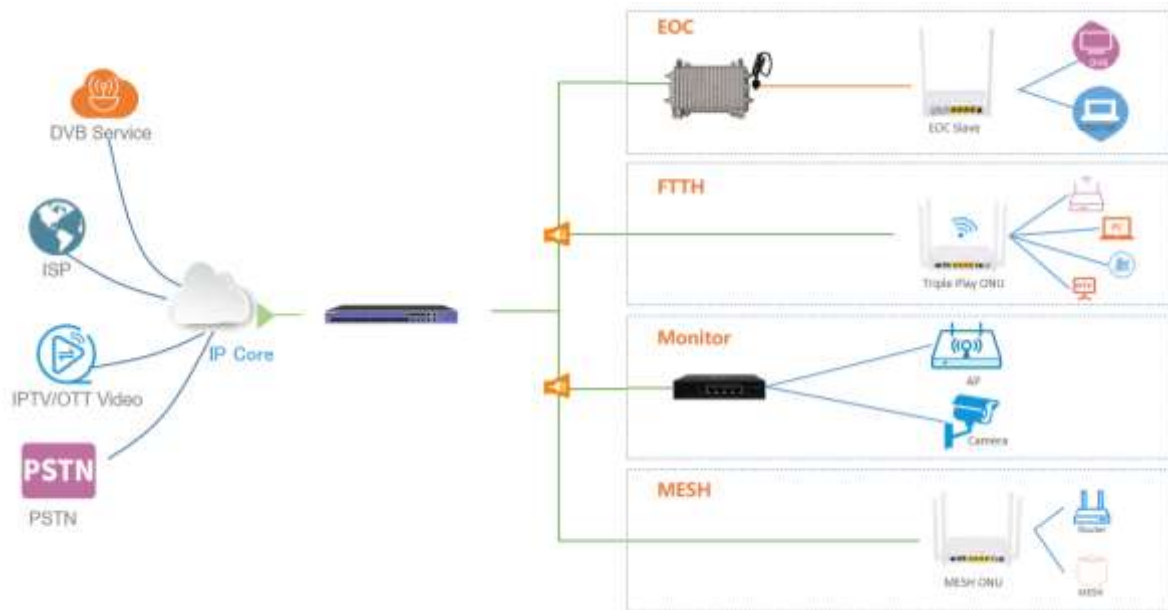 DVB Service
ISP
IPTV/OTT Video
PSTN
PSTN
IP Core
EOC
EOC Slave
FTTH
Triple Play ONU
PC
Monitor
AP
Camera
MESH
MESH ONU
Router
MESH